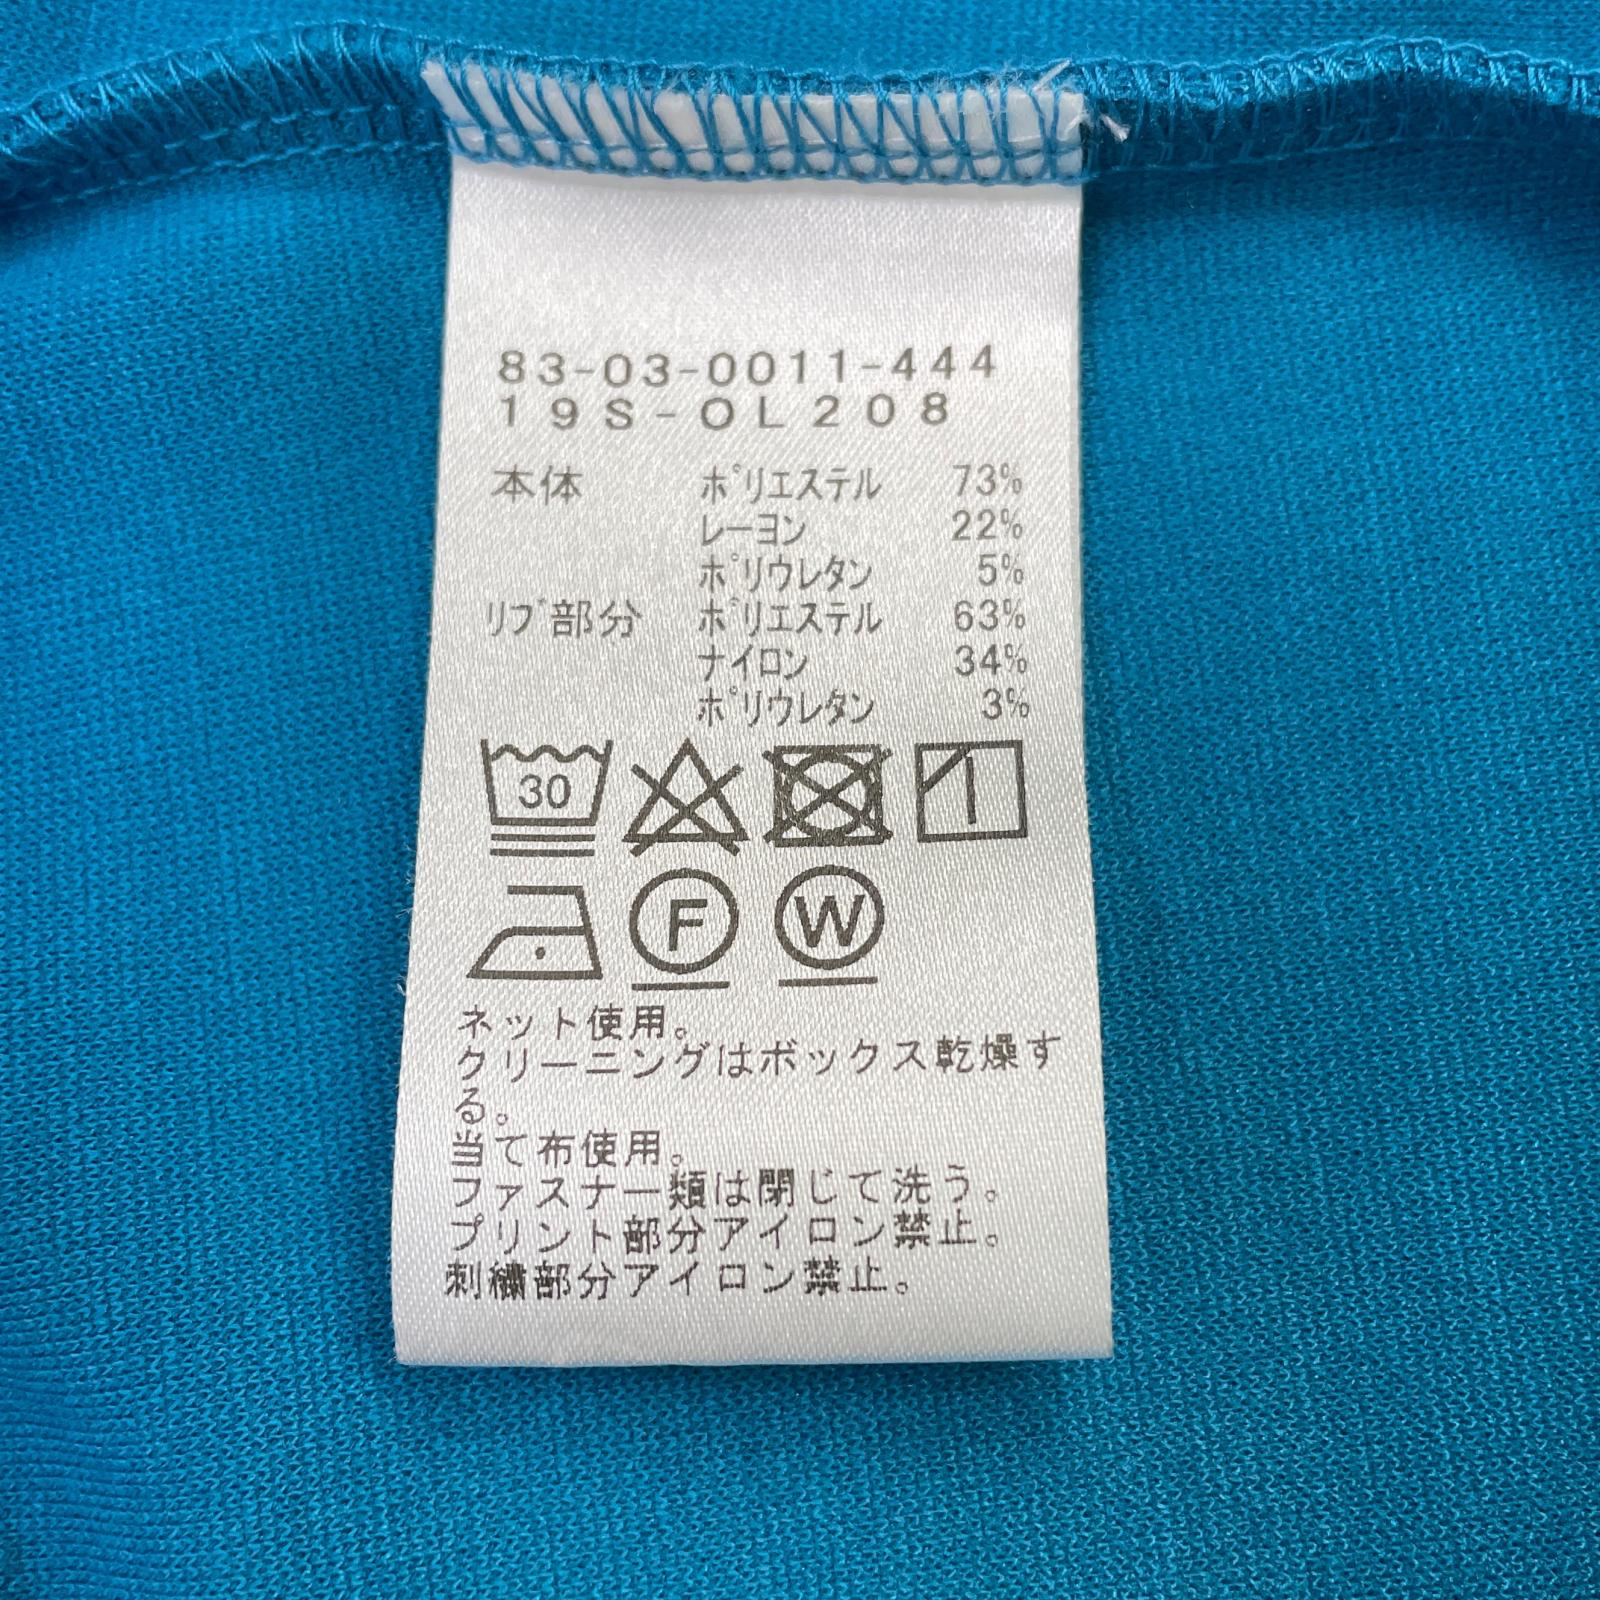 83-03-0011-444
19S-OL208
本体 ポリエステル 73%
レーヨン 22%
ポリウレタン 5%
リブ部分 ポリエステル 63%
ナイロン 34%
ポリウレタン 3%
30
F W
ネット使用。
クリーニングはボックス乾燥す
る。
当て布使用。
ファスナー類は閉じて洗う。
プリント部分アイロン禁止。
刺繍部分アイロン禁止。